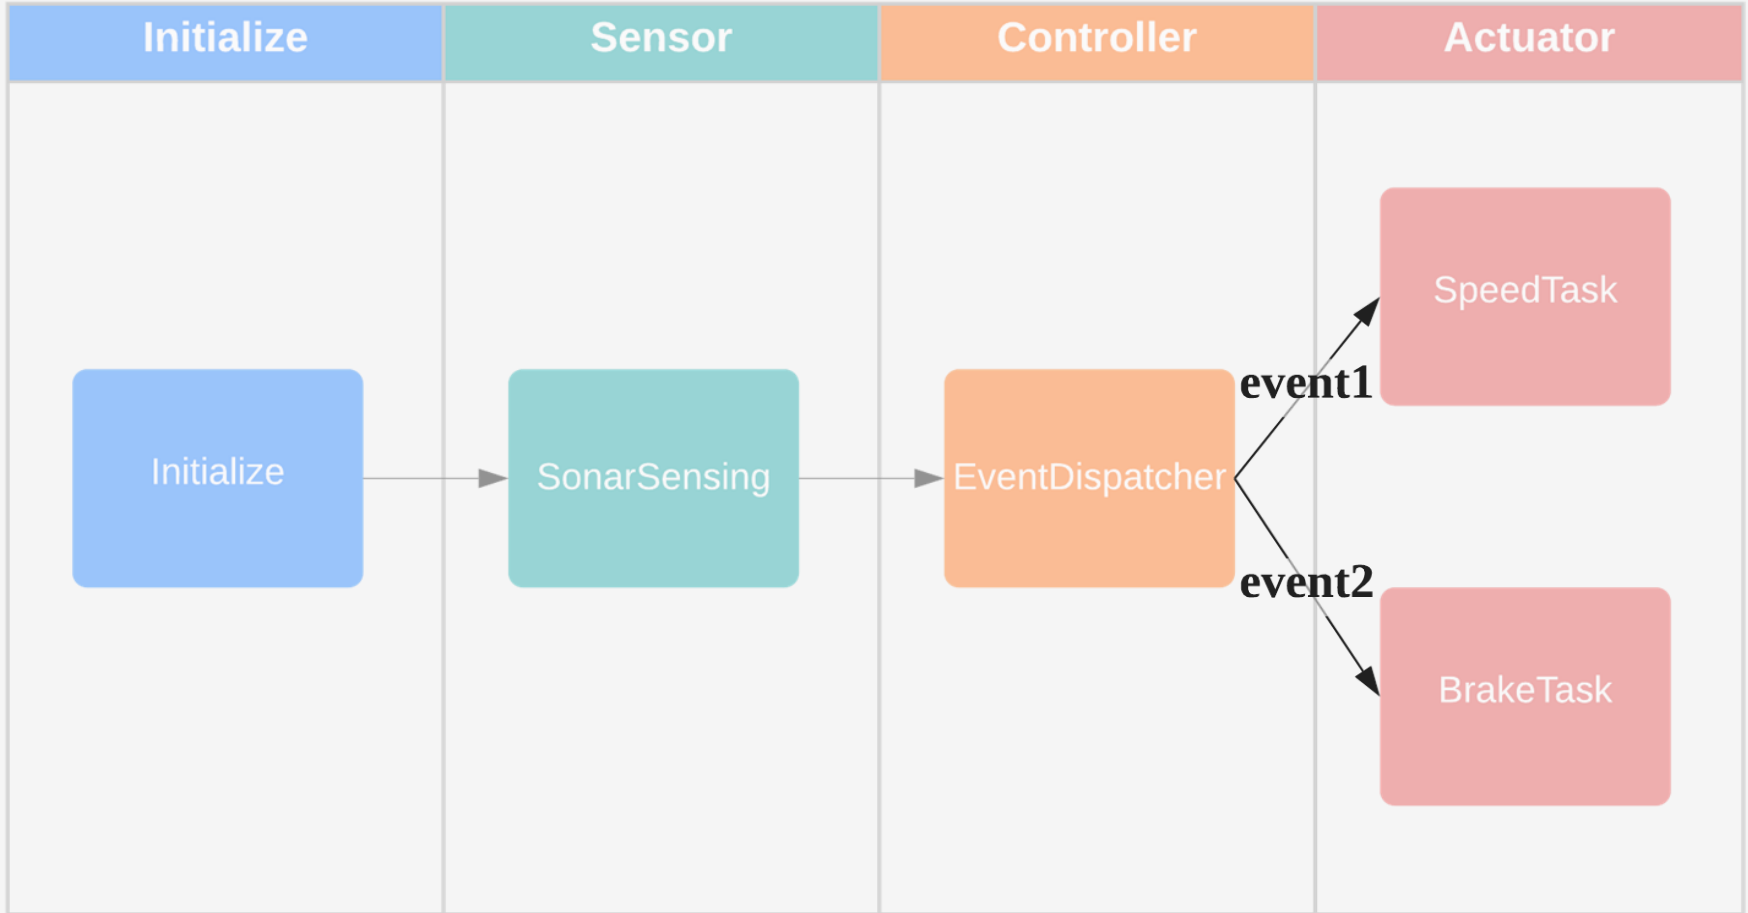 Initialize
Sensor
Controller
Actuator
Initialize
SonarSensing
EventDispatcher
event1
event2
SpeedTask
BrakeTask